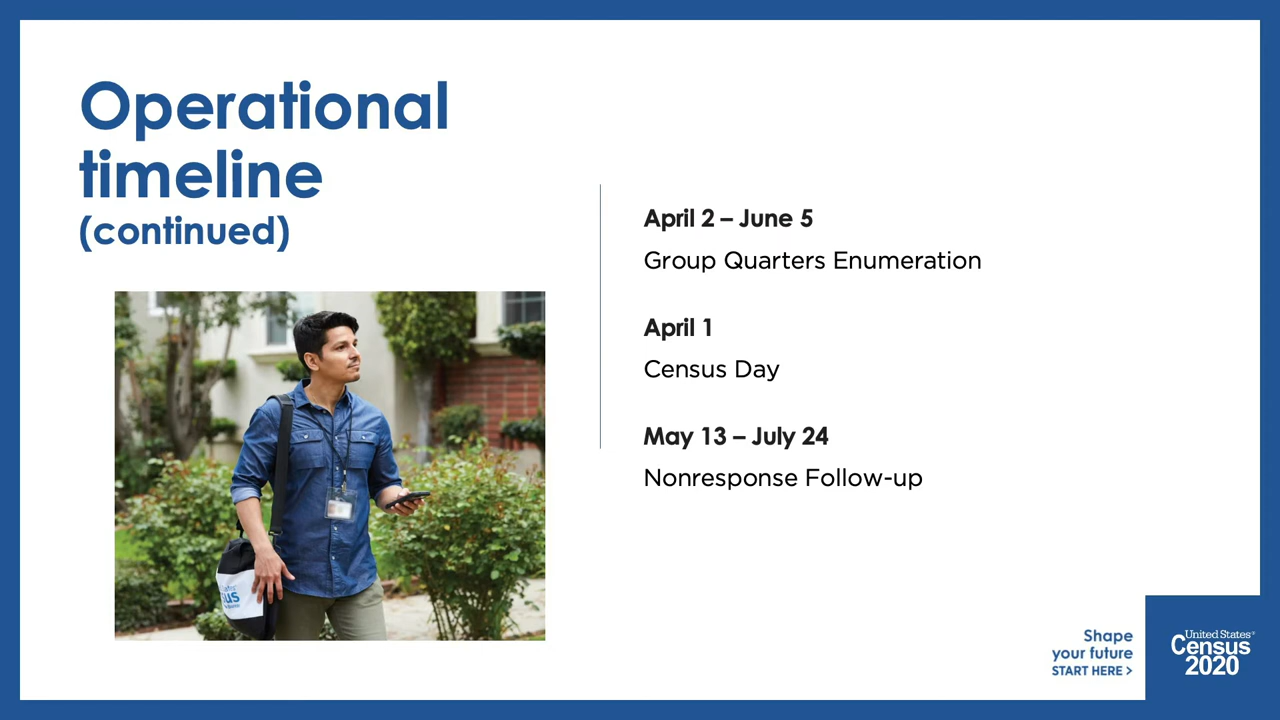 Operational
timeline
(continued)
April 2 – June 5
Group Quarters Enumeration
April 1
Census Day
May 13 – July 24
Nonresponse Follow-up
Shape
your future
START HERE >
United States®
Census
2020